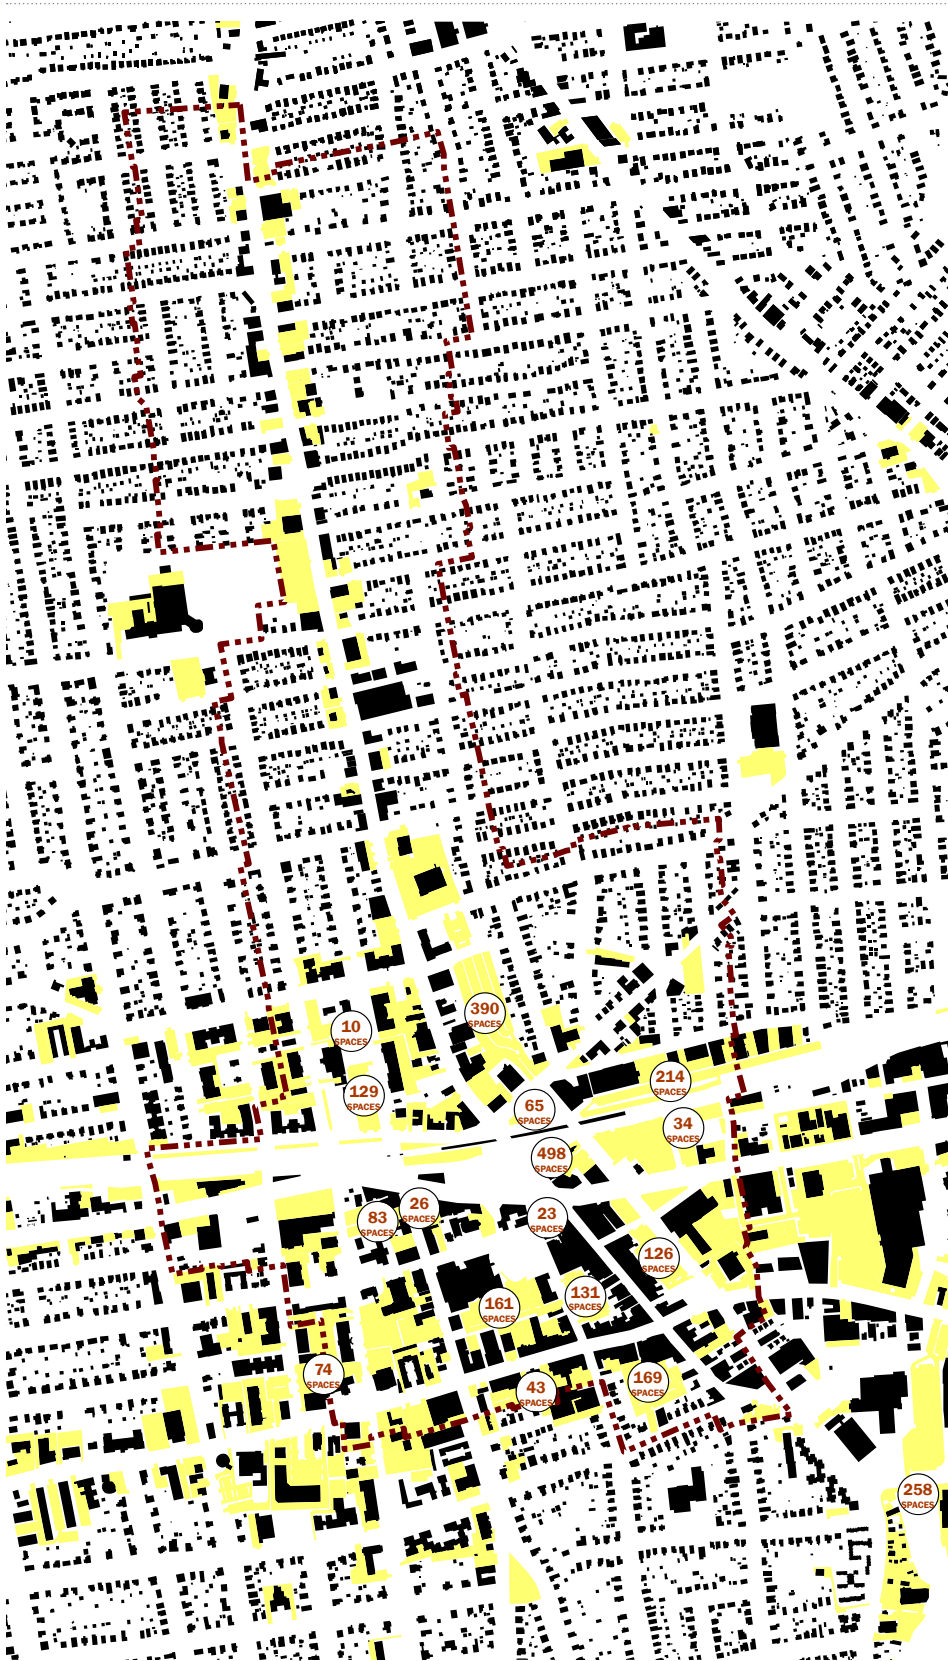 390
SPACES
10
SPACES
214
SPACES
129
SPACES
65
SPACES
34
SPACES
498
SPACES
26
SPACES
83
SPACES
23
SPACES
126
SPACES
131
SPACES
161
SPACES
74
SPACES
169
SPACES
43
SPACES
258
SPACES